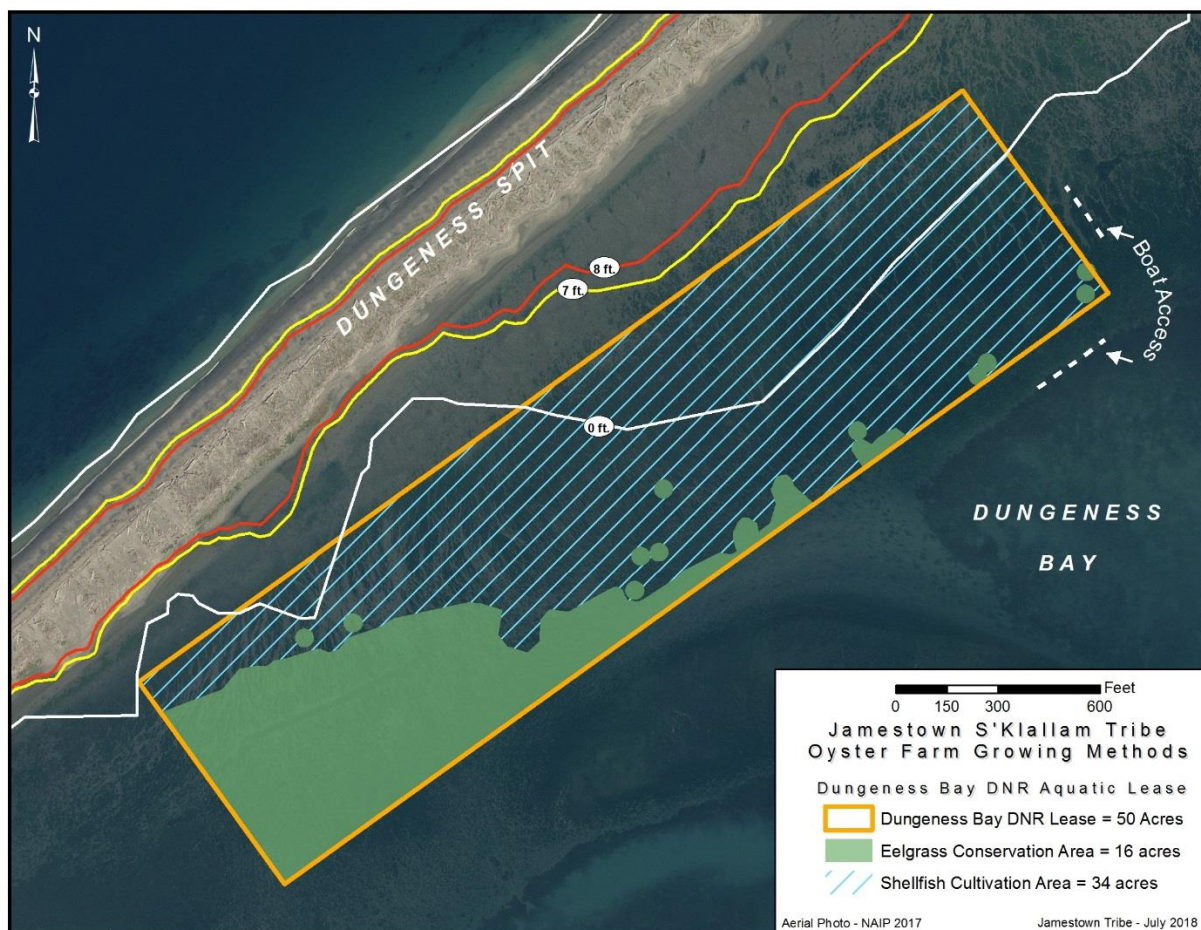 N
DUNGENESS SPIT
8 ft.
7 ft.
0 ft.
Boat Access
DUNGENESS
BAY
Feet
0 150 300 600
Jamestown S'Klallam Tribe
Oyster Farm Growing Methods
Dungeness Bay DNR Aquatic Lease
Dungeness Bay DNR Lease = 50 Acres
Eelgrass Conservation Area = 16 acres
Shellfish Cultivation Area = 34 acres
Aerial Photo - NAIP 2017 Jamestown Tribe - July 2018